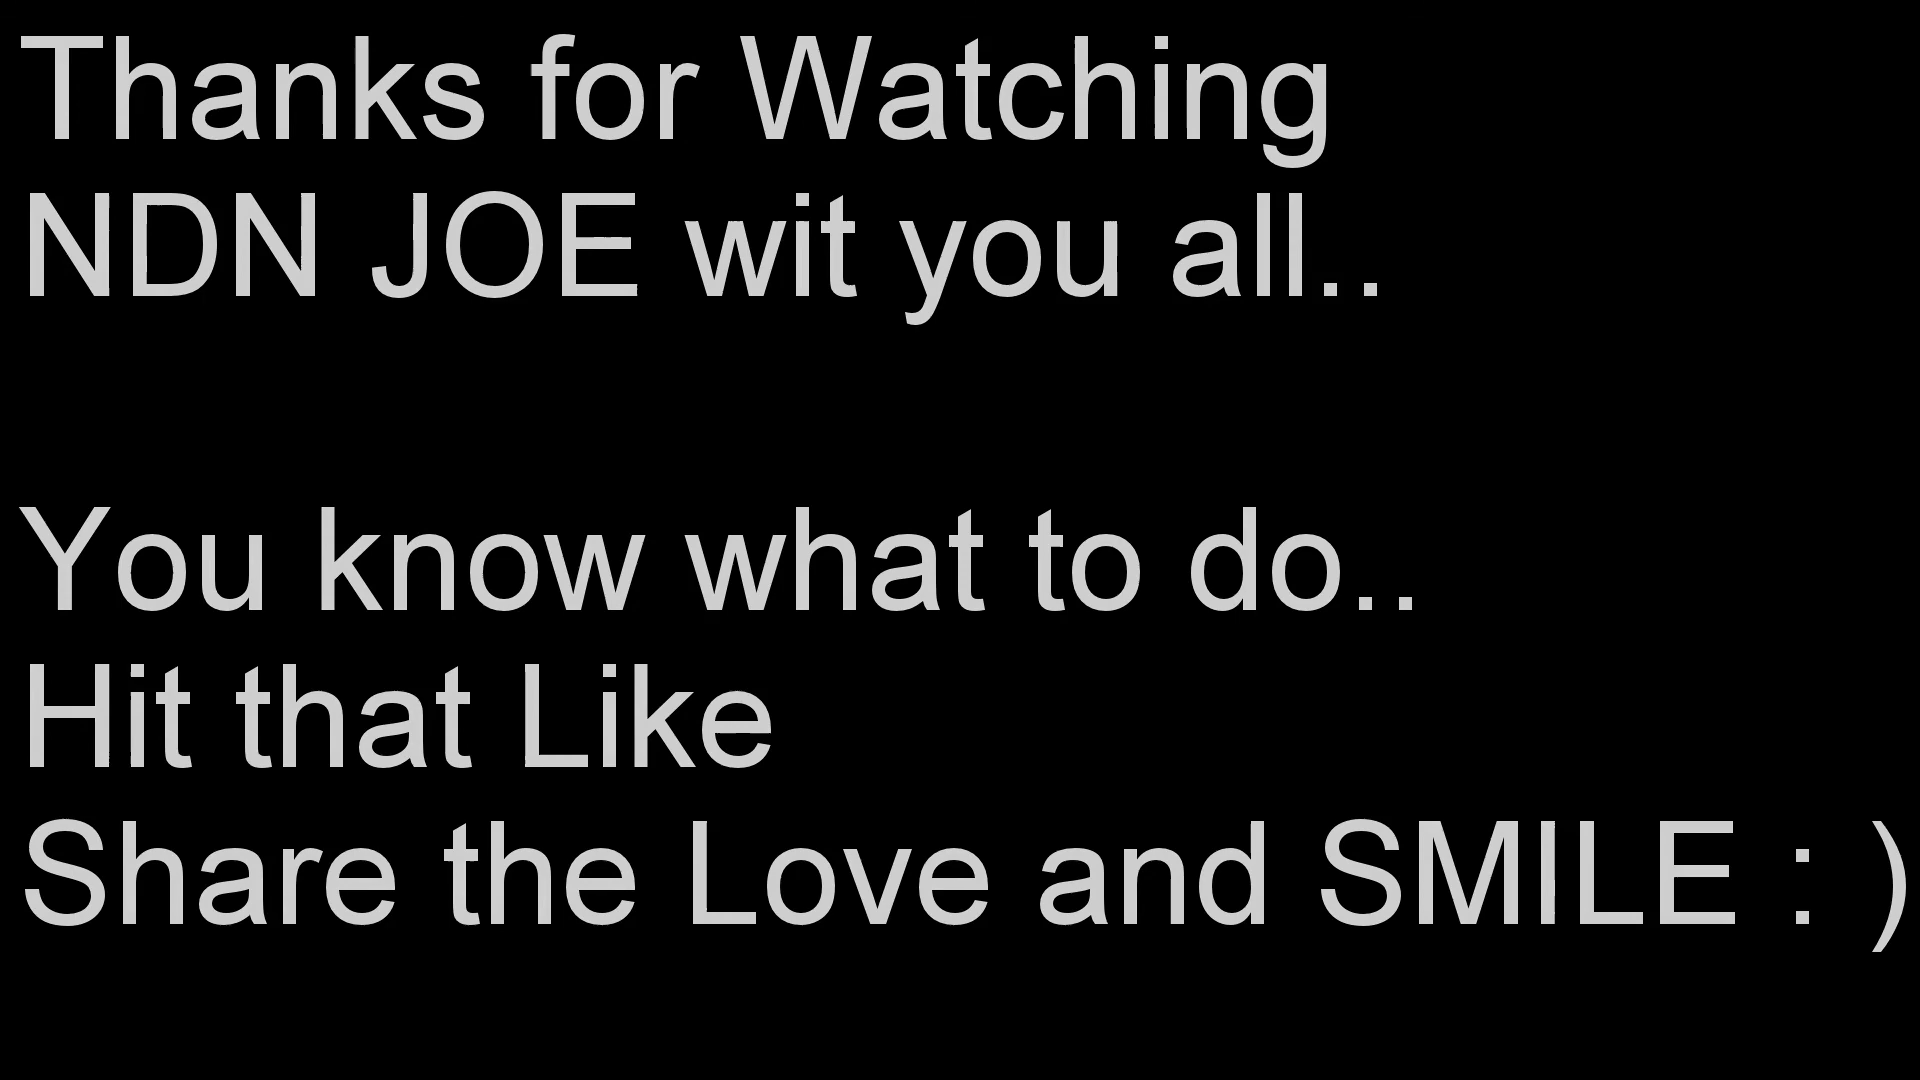 Thanks for Watching
NDN JOE wit you all..
You know what to do..
Hit that Like
Share the Love and SMILE : )